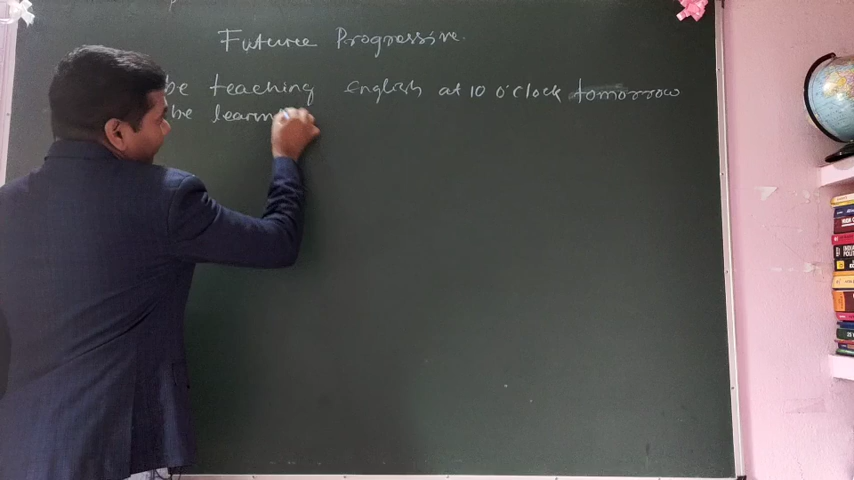 Future Progressive.
be teaching english at 10 o'clock tomorrow
be learn